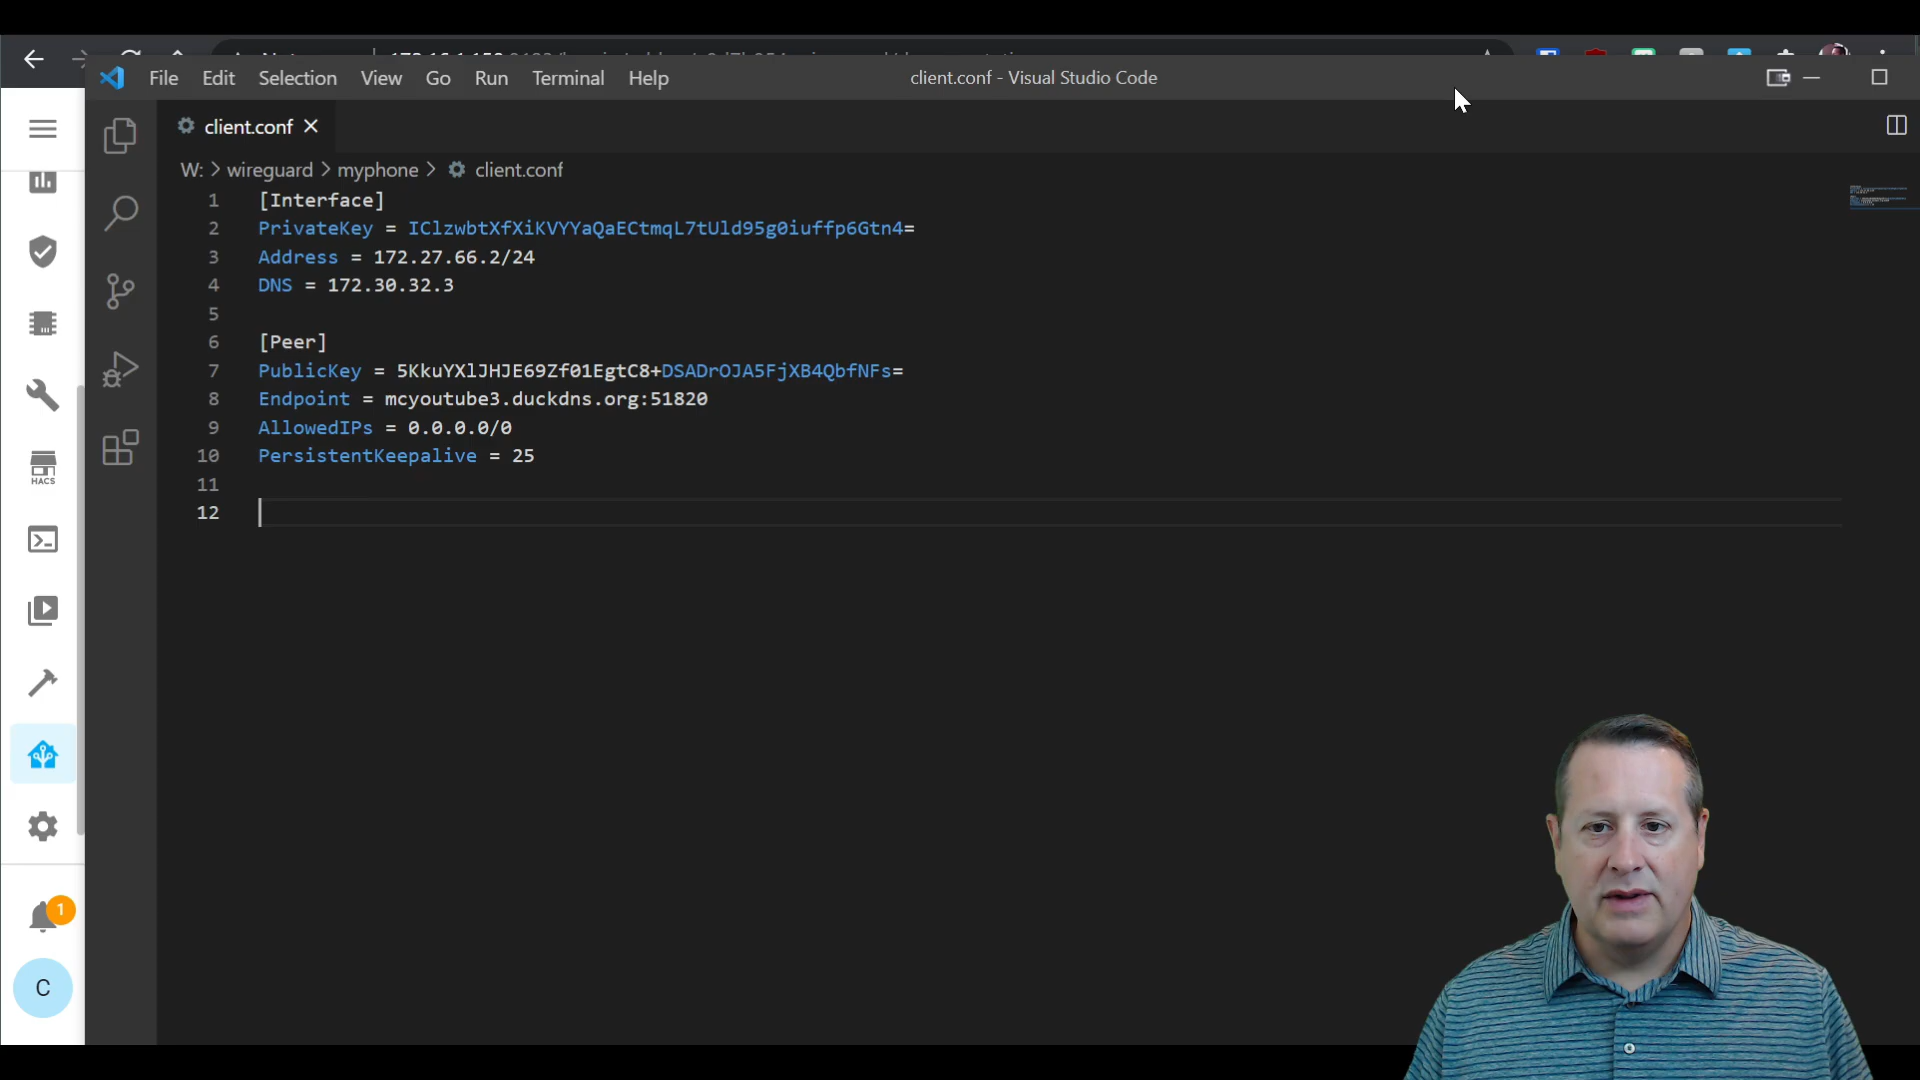 File Edit Selection View Go Run Terminal Help
client.conf - Visual Studio Code
client.conf
W: > wireguard > myphone > client.conf
1 [Interface]
2 PrivateKey = IClzwbtXfXiKVYYaQaECtmqL7tUld95g0iuffp6Gtn4=
3 Address = 172.27.66.2/24
4 DNS = 172.30.32.3
5
6 [Peer]
7 PublicKey = 5KkuYXlJHJE69Zf01EgtC8+DSADrOJA5FjXB4QbfNFs=
8 Endpoint = mcyoutube3.duckdns.org:51820
9 AllowedIPs = 0.0.0.0/0
10 PersistentKeepalive = 25
11
12
HACS
1
C